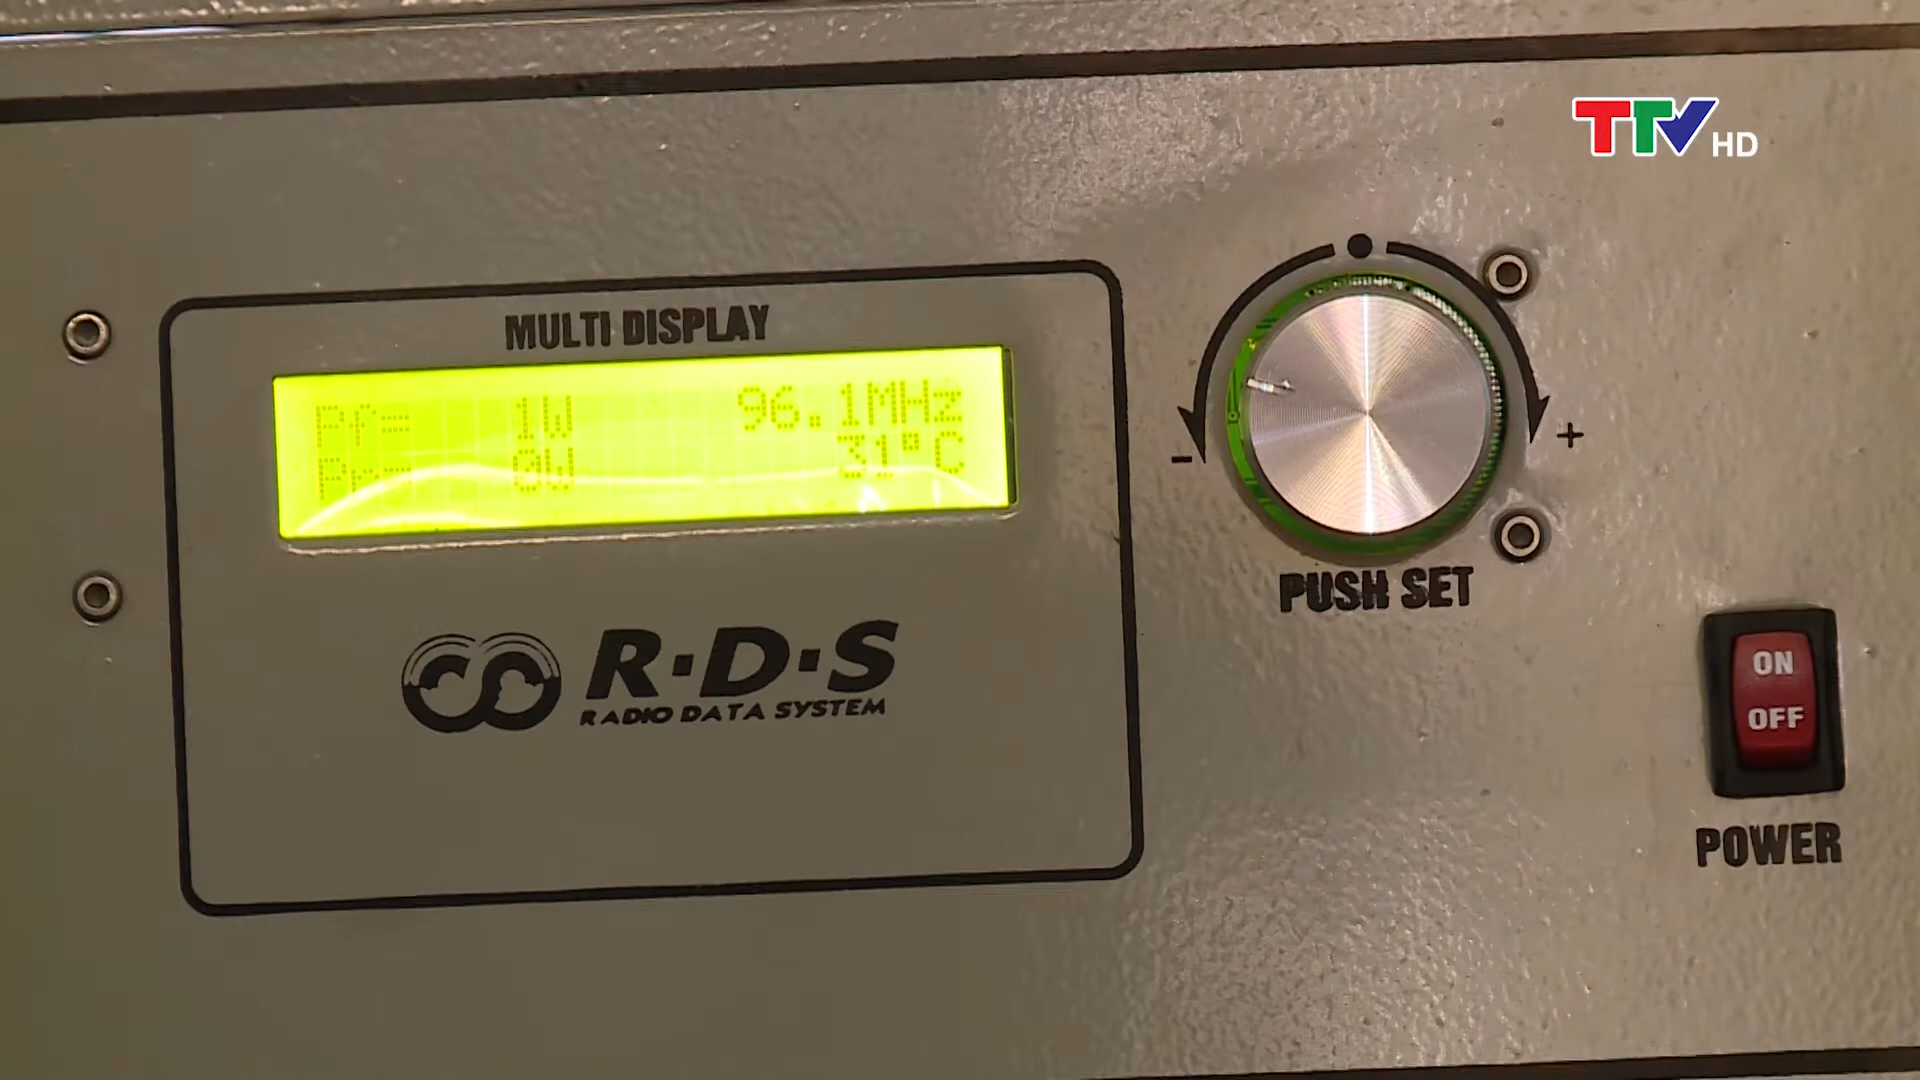 TTV HD
MULTI DISPLAY
Pf= 1W 96.1MHz
Pr= 0W 31°C
R·D·S
RADIO DATA SYSTEM
- +
PUSH SET
ON
OFF
POWER